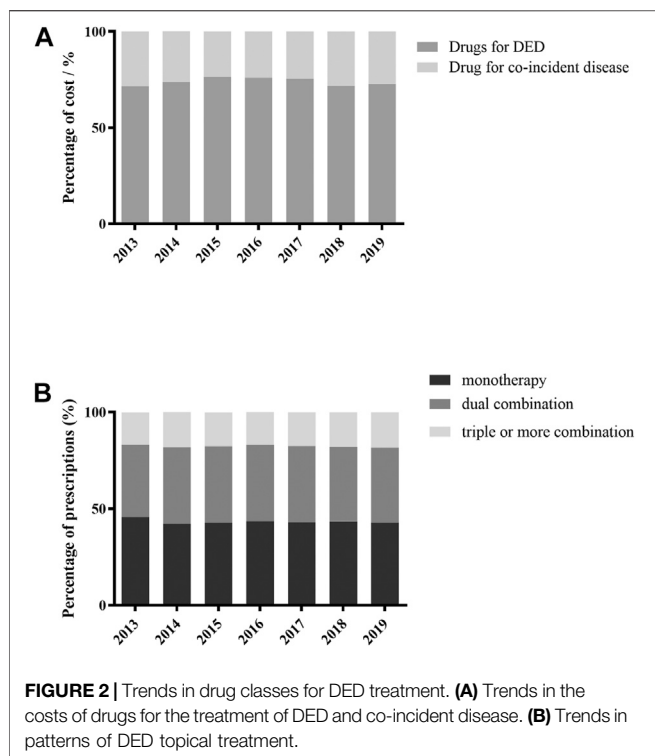 A
Percentage of cost / %
100
50
0
2013
2014
2015
2016
2017
2018
2019
Drugs for DED
Drug for co-incident disease
B
Percentage of prescriptions (%)
100
50
0
2013
2014
2015
2016
2017
2018
2019
monotherapy
dual combination
triple or more combination
FIGURE 2 | Trends in drug classes for DED treatment. (A) Trends in the
costs of drugs for the treatment of DED and co-incident disease. (B) Trends in
patterns of DED topical treatment.